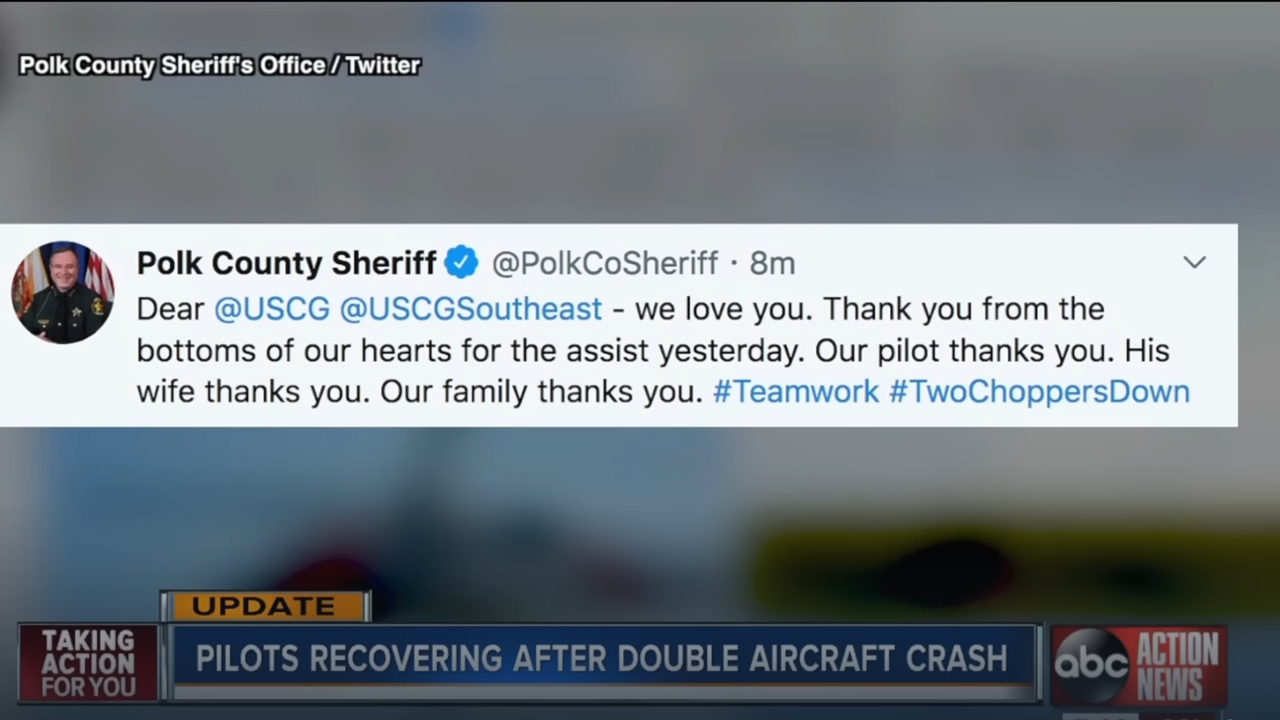 Polk County Sheriff's Office / Twitter
Polk County Sheriff @PolkCoSheriff · 8m
Dear @USCG @USCGSoutheast - we love you. Thank you from the
bottoms of our hearts for the assist yesterday. Our pilot thanks you. His
wife thanks you. Our family thanks you. #Teamwork #TwoChoppersDown
UPDATE
TAKING
ACTION
FOR YOU
PILOTS RECOVERING AFTER DOUBLE AIRCRAFT CRASH
abc
ACTION
NEWS